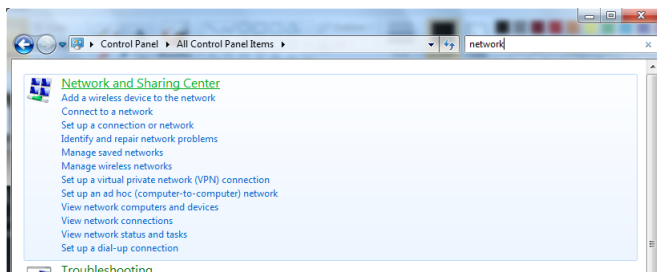 Control Panel ▸ All Control Panel Items ▸
network
Network and Sharing Center
Add a wireless device to the network
Connect to a network
Set up a connection or network
Identify and repair network problems
Manage saved networks
Manage wireless networks
Set up a virtual private network (VPN) connection
Set up an ad hoc (computer-to-computer) network
View network computers and devices
View network connections
View network status and tasks
Set up a dial-up connection
Troubleshooting